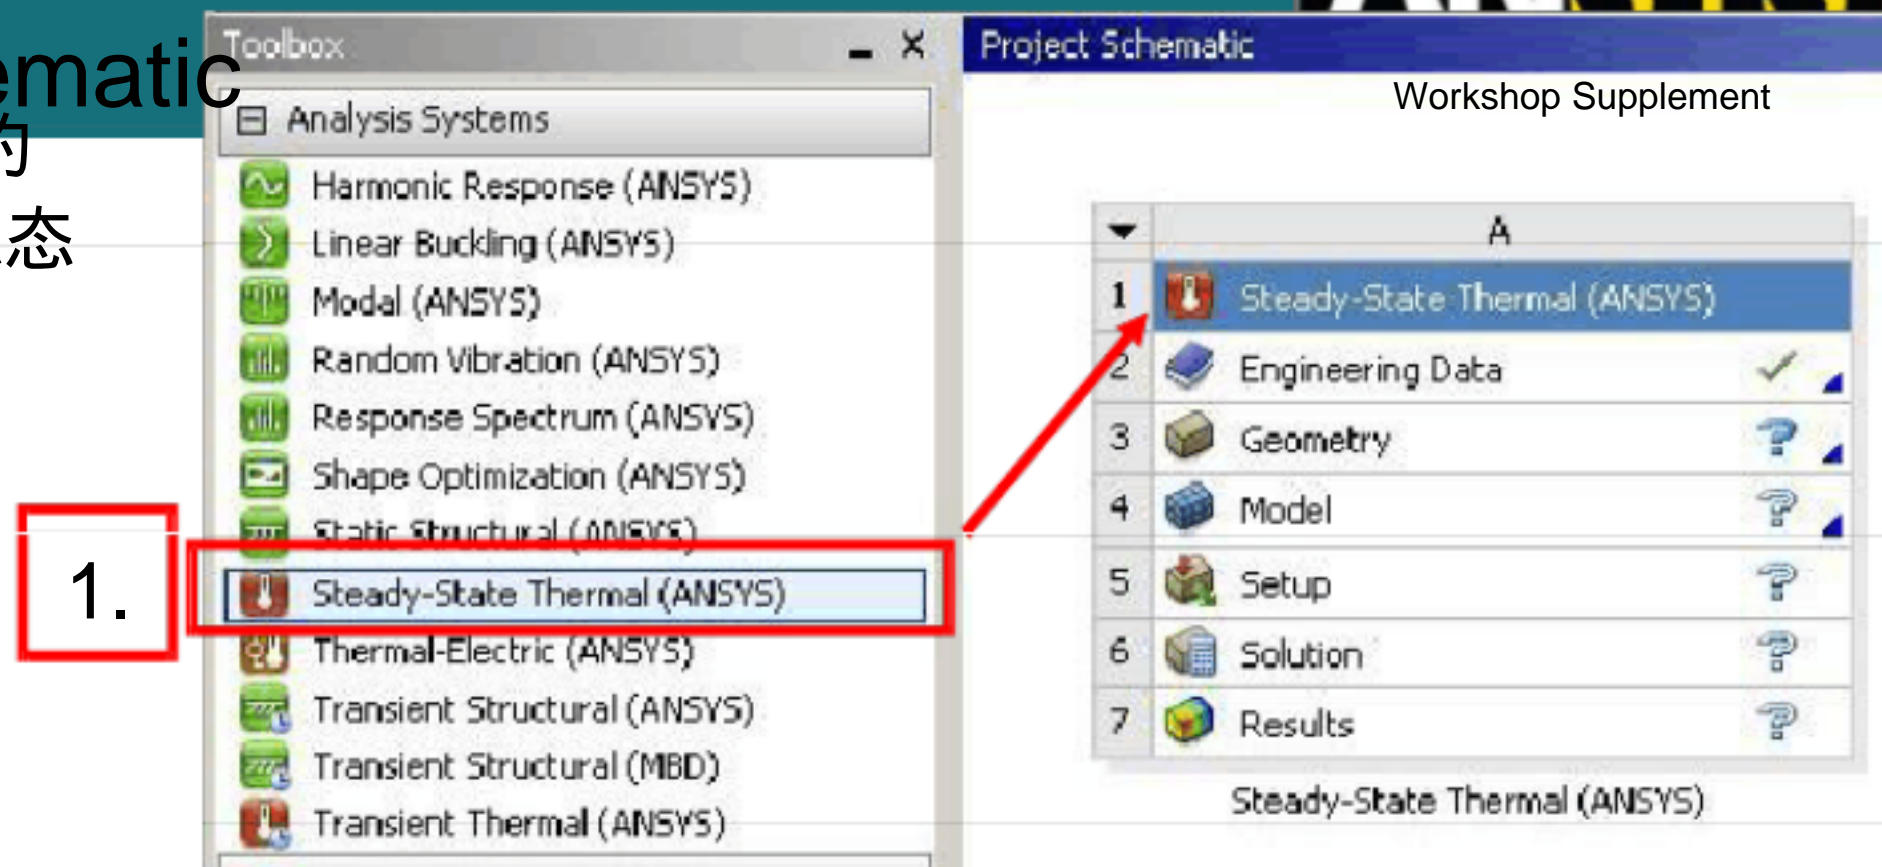 ematic
的
态
Toolbox
Analysis Systems
Harmonic Response (ANSYS)
Linear Buckling (ANSYS)
Modal (ANSYS)
Random Vibration (ANSYS)
Response Spectrum (ANSYS)
Shape Optimization (ANSYS)
Static Structural (ANSYS)
1.
Steady-State Thermal (ANSYS)
Thermal-Electric (ANSYS)
Transient Structural (ANSYS)
Transient Structural (MBD)
Transient Thermal (ANSYS)
Project Schematic
Workshop Supplement
A
1 Steady-State Thermal (ANSYS)
2 Engineering Data
3 Geometry
4 Model
5 Setup
6 Solution
7 Results
Steady-State Thermal (ANSYS)